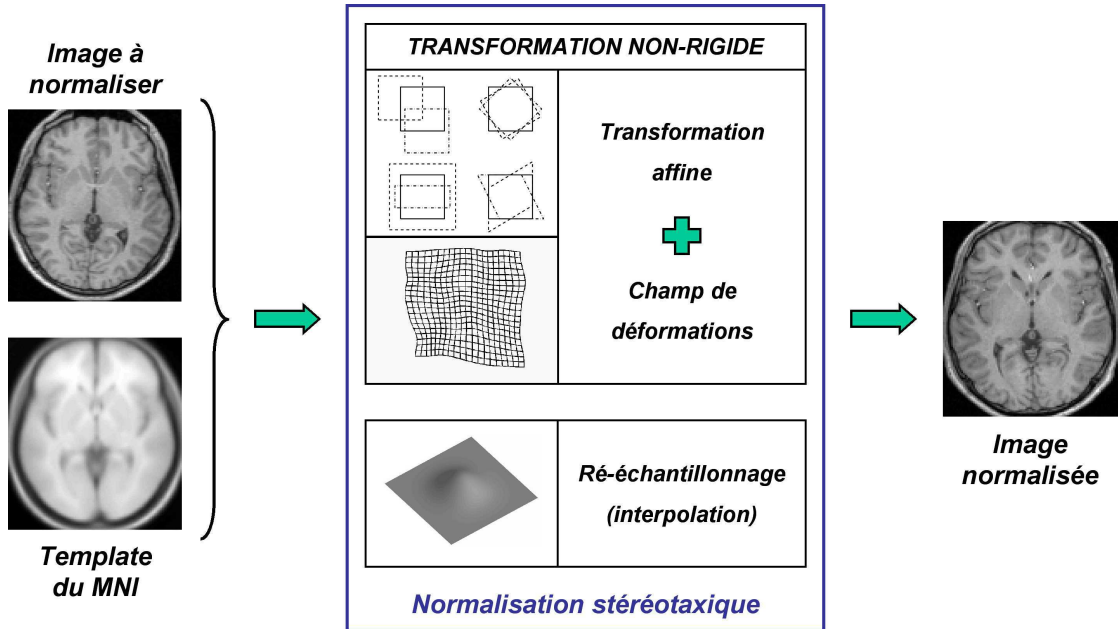 Image à
normaliser
Template
du MNI
TRANSFORMATION NON-RIGIDE
Transformation
affine
Champ de
déformations
Ré-échantillonnage
(interpolation)
Normalisation stéréotaxique
Image
normalisée